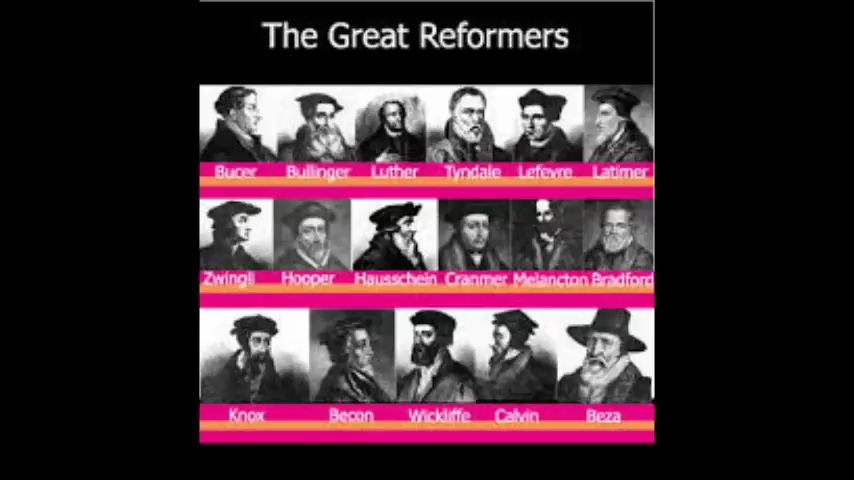 The Great Reformers
Bucer Bullinger Luther Tyndale Lefevre Latimer
Zwingli Hooper Hausschein Cranmer Melancton Bradford
Knox Becon Wickliffe Calvin Beza